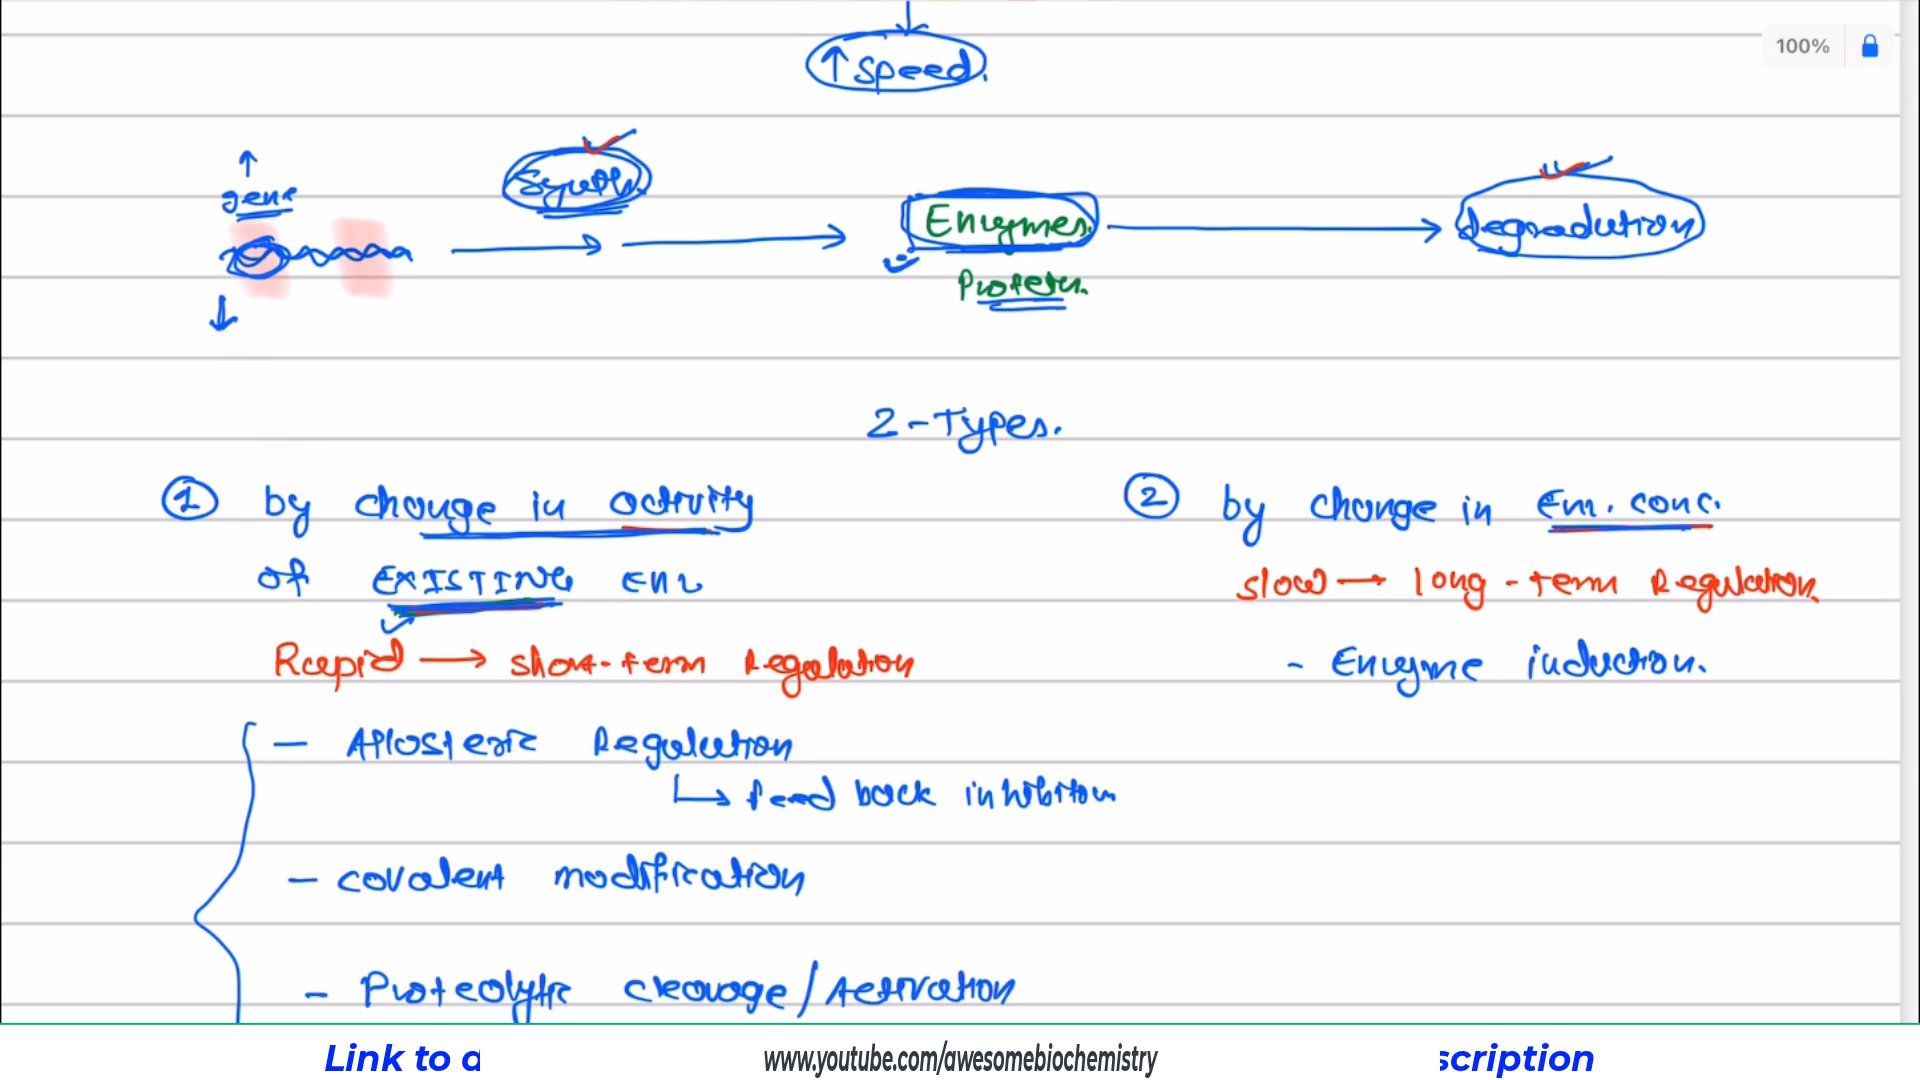 ↑ speed.
100%
↑
gene
Synth.
Enzymes.
degradation
↓
Protein.
2-Types.
① by change in activity
② by change in Enz. conc.
of EXISTING Enz
slow → long-term Regulation.
Rapid → short-term Regulation
- Enzyme induction.
- Allosteric Regulation
↳ feed back inhibition
- covalent modification
- Proteolytic cleavage/Activation
Link to a
www.youtube.com/awesomebiochemistry
scription